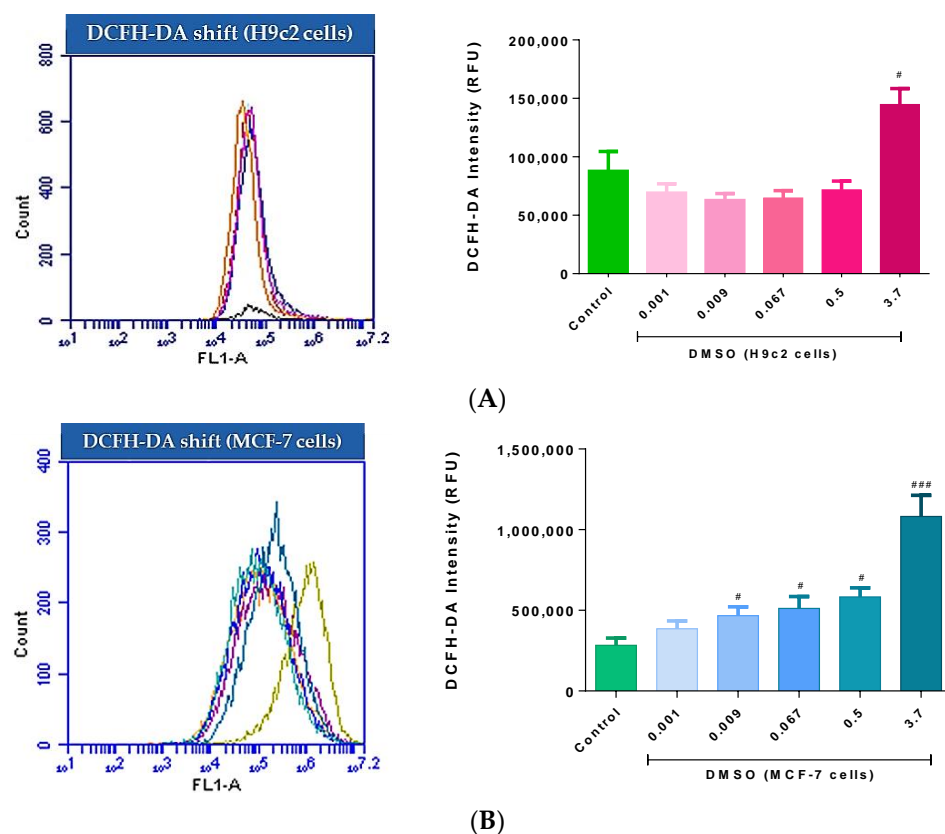 DCFH-DA shift (H9c2 cells)
800
600
400
200
0
Count
10^1 10^2 10^3 10^4 10^5 10^6 10^7.2
FL1-A
200,000
150,000
100,000
50,000
0
DCFH-DA Intensity (RFU)
#
Control 0.001 0.009 0.067 0.5 3.7
DMSO (H9c2 cells)
(A)
DCFH-DA shift (MCF-7 cells)
400
300
200
100
0
Count
10^1 10^2 10^3 10^4 10^5 10^6 10^7.2
FL1-A
1,500,000
1,000,000
500,000
0
DCFH-DA Intensity (RFU)
# # # ###
Control 0.001 0.009 0.067 0.5 3.7
DMSO (MCF-7 cells)
(B)